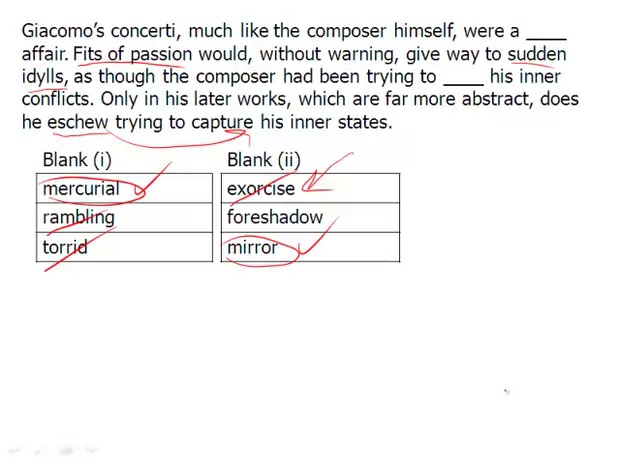 Giacomo’s concerti, much like the composer himself, were a ____
affair. Fits of passion would, without warning, give way to sudden
idylls, as though the composer had been trying to ____ his inner
conflicts. Only in his later works, which are far more abstract, does
he eschew trying to capture his inner states.
Blank (i) Blank (ii)
mercurial exorcise
rambling foreshadow
torrid mirror